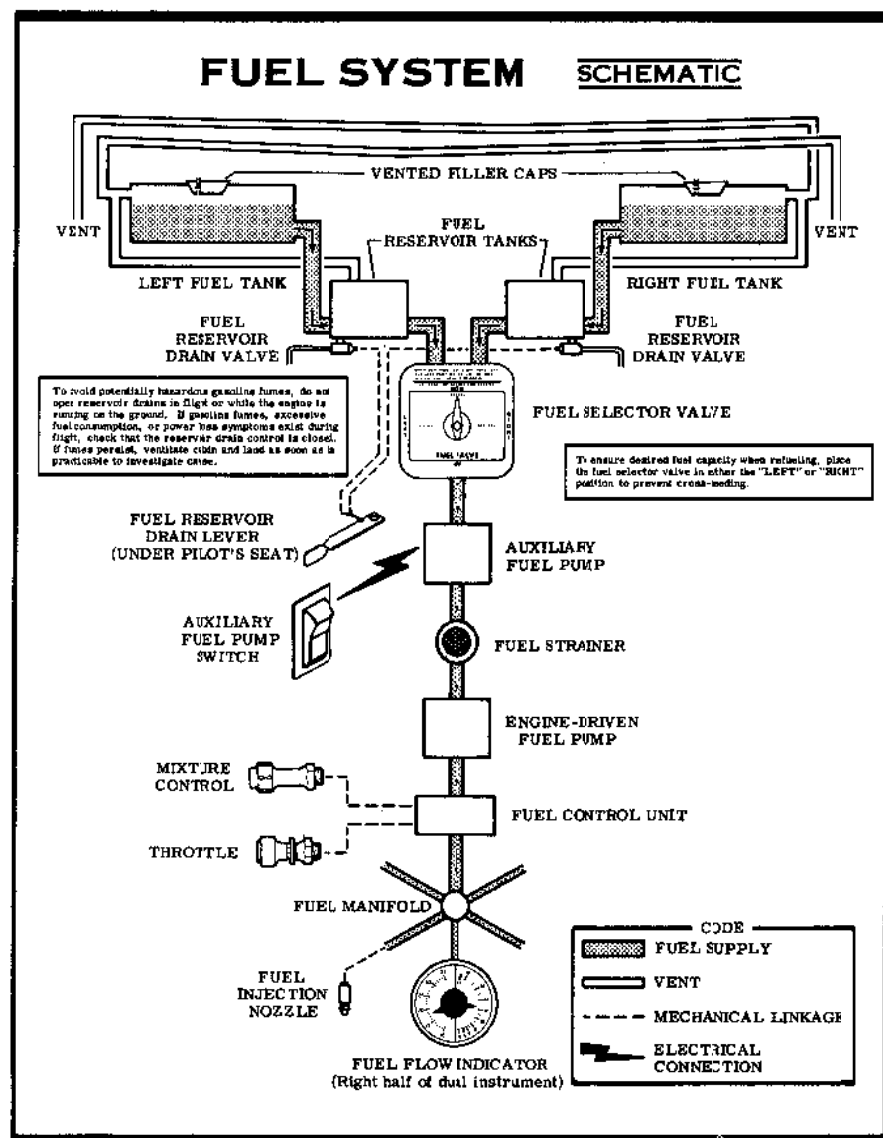 FUEL SYSTEM SCHEMATIC
VENTED FILLER CAPS
VENT
FUEL
RESERVOIR TANKS
VENT
LEFT FUEL TANK
RIGHT FUEL TANK
FUEL
RESERVOIR
DRAIN VALVE
FUEL
RESERVOIR
DRAIN VALVE
To avoid potentially hazardous gasoline fumes, do not
open reservoir drains in flight or while the engine is
running on the ground. If gasoline fumes, excessive
fuel consumption, or power loss symptoms exist during
flight, check that the reservoir drain control is closed.
If fumes persist, ventilate cabin and land as soon as is
practicable to investigate cause.
FUEL VALVE
FUEL SELECTOR VALVE
To ensure desired fuel capacity when refueling, place
the fuel selector valve in either the "LEFT" or "RIGHT"
position to prevent cross-feeding.
FUEL RESERVOIR
DRAIN LEVER
(UNDER PILOT'S SEAT)
AUXILIARY
FUEL PUMP
AUXILIARY
FUEL PUMP
SWITCH
FUEL STRAINER
ENGINE-DRIVEN
FUEL PUMP
MIXTURE
CONTROL
FUEL CONTROL UNIT
THROTTLE
FUEL MANIFOLD
FUEL
INJECTION
NOZZLE
FUEL FLOW INDICATOR
(Right half of dual instrument)
CODE
FUEL SUPPLY
VENT
MECHANICAL LINKAGE
ELECTRICAL
CONNECTION